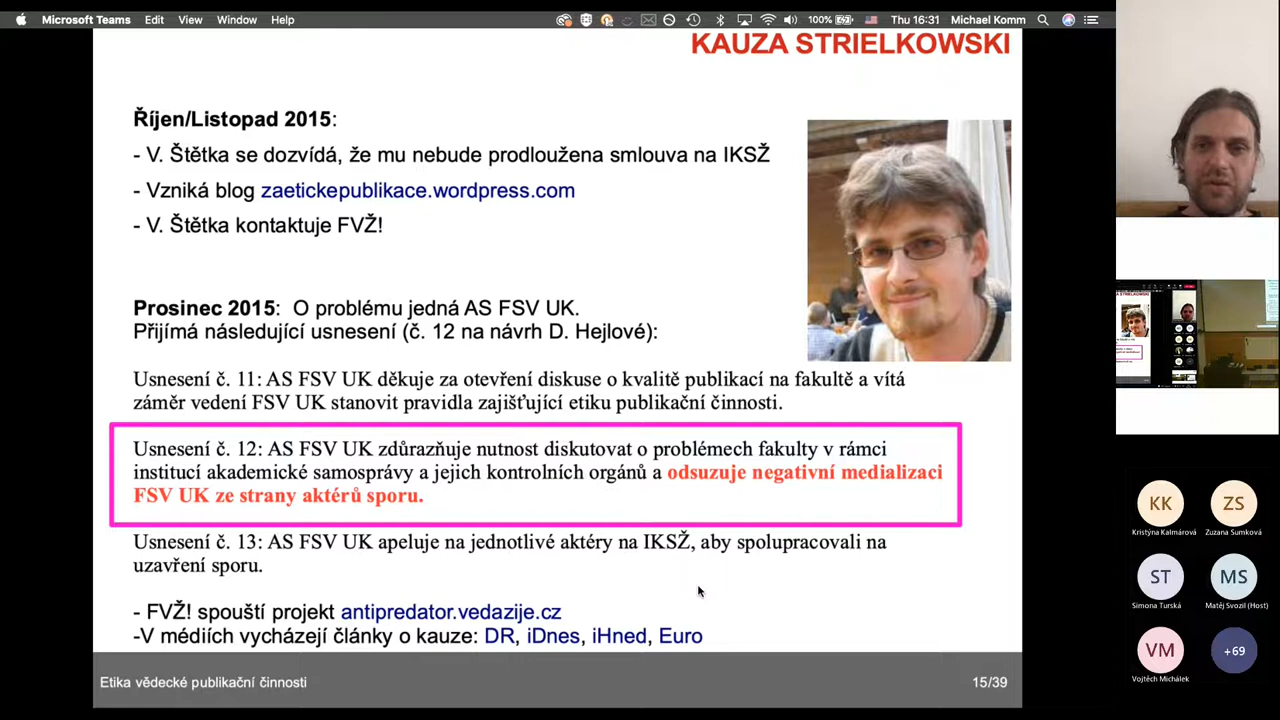 Microsoft Teams Edit View Window Help
100% Thu 16:31 Michael Komm
KAUZA STRIELKOWSKI
Říjen/Listopad 2015:
- V. Štětka se dozvídá, že mu nebude prodloužena smlouva na IKSŽ
- Vzniká blog zaetickepublikace.wordpress.com
- V. Štětka kontaktuje FVŽ!
Prosinec 2015: O problému jedná AS FSV UK.
Přijímá následující usnesení (č. 12 na návrh D. Hejlové):
Usnesení č. 11: AS FSV UK děkuje za otevření diskuse o kvalitě publikací na fakultě a vítá
záměr vedení FSV UK stanovit pravidla zajišťující etiku publikační činnosti.
Usnesení č. 12: AS FSV UK zdůrazňuje nutnost diskutovat o problémech fakulty v rámci
institucí akademické samosprávy a jejich kontrolních orgánů a odsuzuje negativní medializaci
FSV UK ze strany aktérů sporu.
Usnesení č. 13: AS FSV UK apeluje na jednotlivé aktéry na IKSŽ, aby spolupracovali na
uzavření sporu.
- FVŽ! spouští projekt antipredator.vedazije.cz
-V médiích vycházejí články o kauze: DR, iDnes, iHned, Euro
Etika vědecké publikační činnosti
15/39
KK
ZS
Kristýna Kalmárová
Zuzana Surmová
ST
MS
Simona Turská
Matěj Svozil (Host)
VM
+69
Vojtěch Michálek